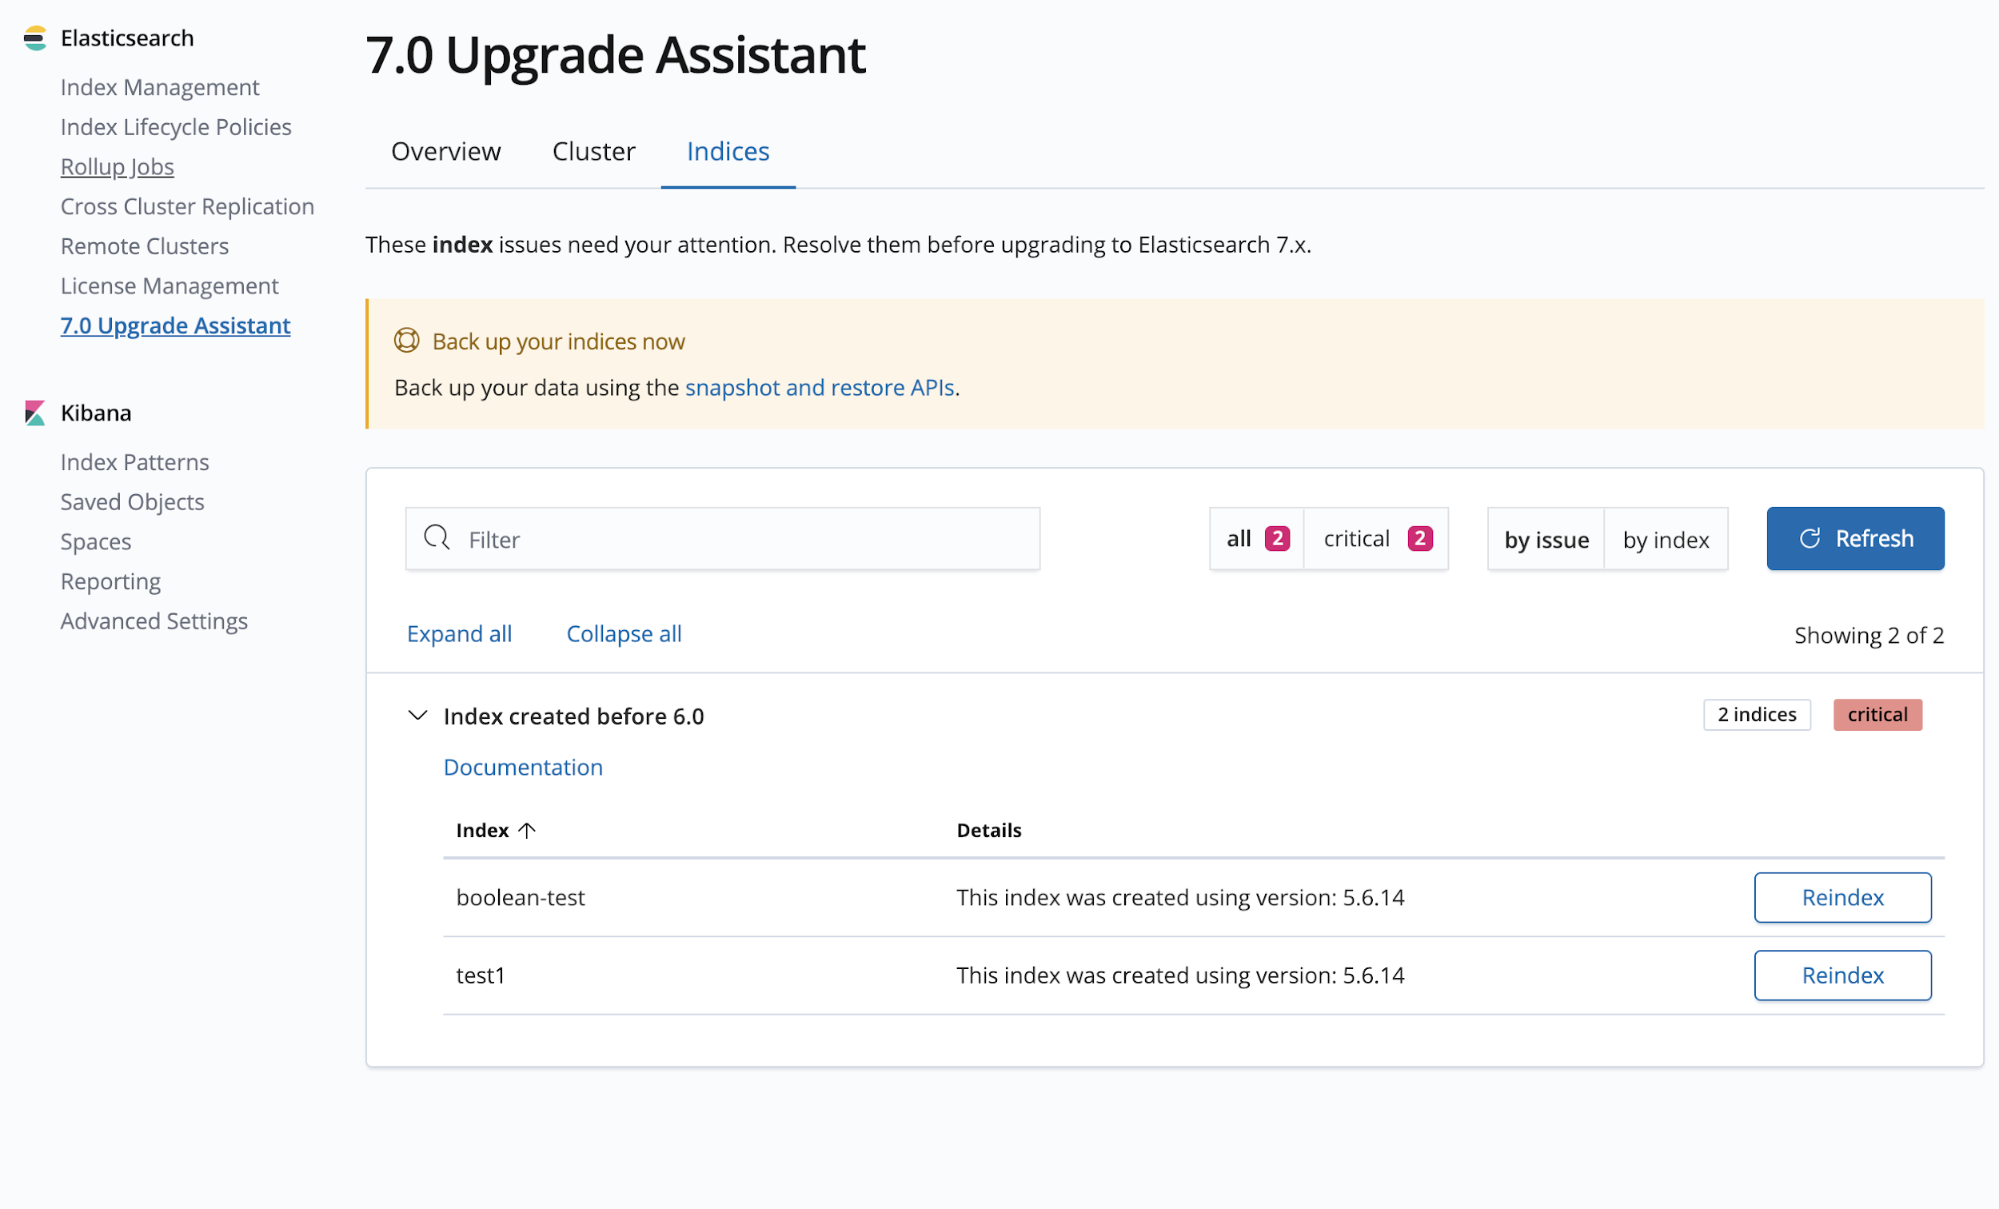 Elasticsearch
Index Management
Index Lifecycle Policies
Rollup Jobs
Cross Cluster Replication
Remote Clusters
License Management
7.0 Upgrade Assistant
Kibana
Index Patterns
Saved Objects
Spaces
Reporting
Advanced Settings
7.0 Upgrade Assistant
Overview Cluster Indices
These index issues need your attention. Resolve them before upgrading to Elasticsearch 7.x.
Back up your indices now
Back up your data using the snapshot and restore APIs.
Filter all 2 critical 2 by issue by index Refresh
Expand all Collapse all Showing 2 of 2
Index created before 6.0 2 indices critical
Documentation
Index Details
boolean-test This index was created using version: 5.6.14 Reindex
test1 This index was created using version: 5.6.14 Reindex